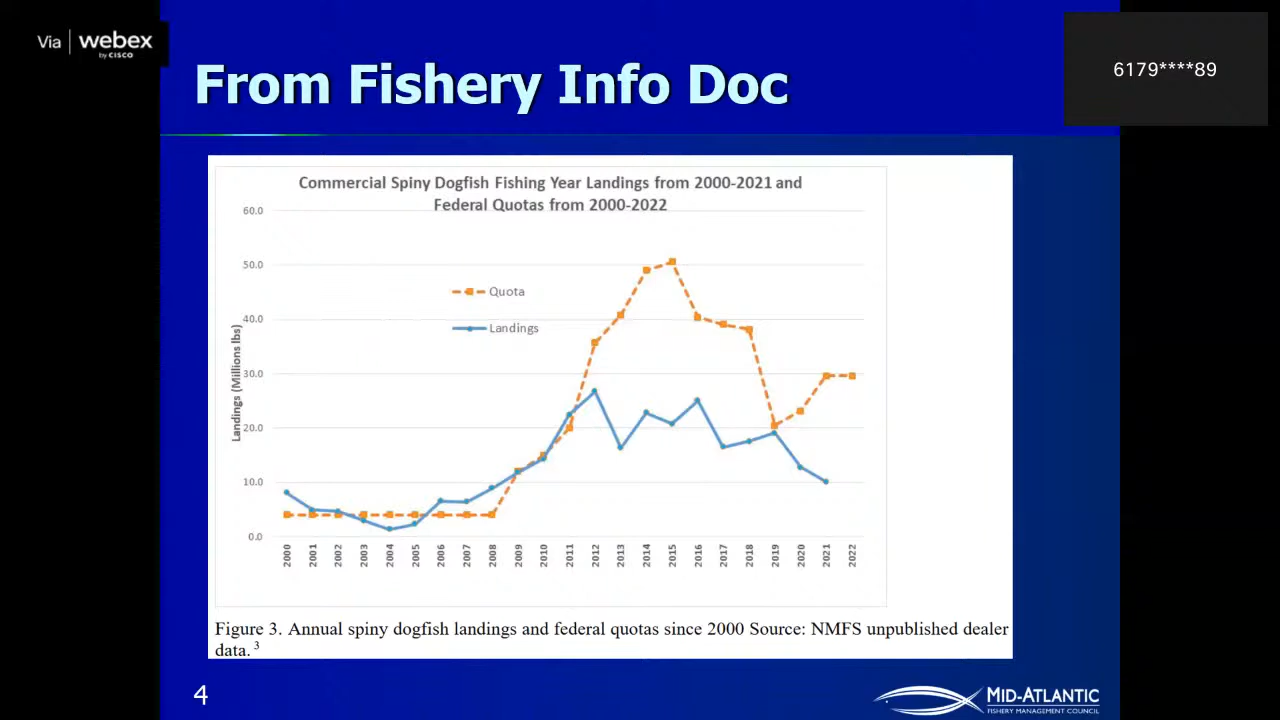 Via | webex
by CISCO
6179****89
From Fishery Info Doc
Commercial Spiny Dogfish Fishing Year Landings from 2000-2021 and
Federal Quotas from 2000-2022
60.0
50.0
40.0
30.0
20.0
10.0
0.0
Landings (Millions lbs)
Quota
Landings
2000 2001 2002 2003 2004 2005 2006 2007 2008 2009 2010 2011 2012 2013 2014 2015 2016 2017 2018 2019 2020 2021 2022
Figure 3. Annual spiny dogfish landings and federal quotas since 2000 Source: NMFS unpublished dealer
data. 3
4
MID-ATLANTIC
FISHERY MANAGEMENT COUNCIL